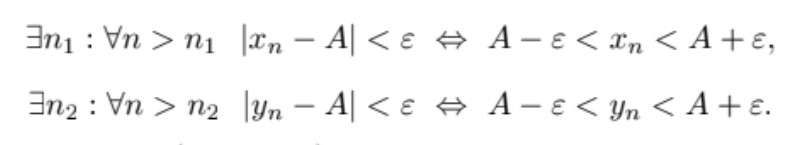 ∃n₁ : ∀n > n₁ |xₙ − A| < ε ⇔ A − ε < xₙ < A + ε,
∃n₂ : ∀n > n₂ |yₙ − A| < ε ⇔ A − ε < yₙ < A + ε.